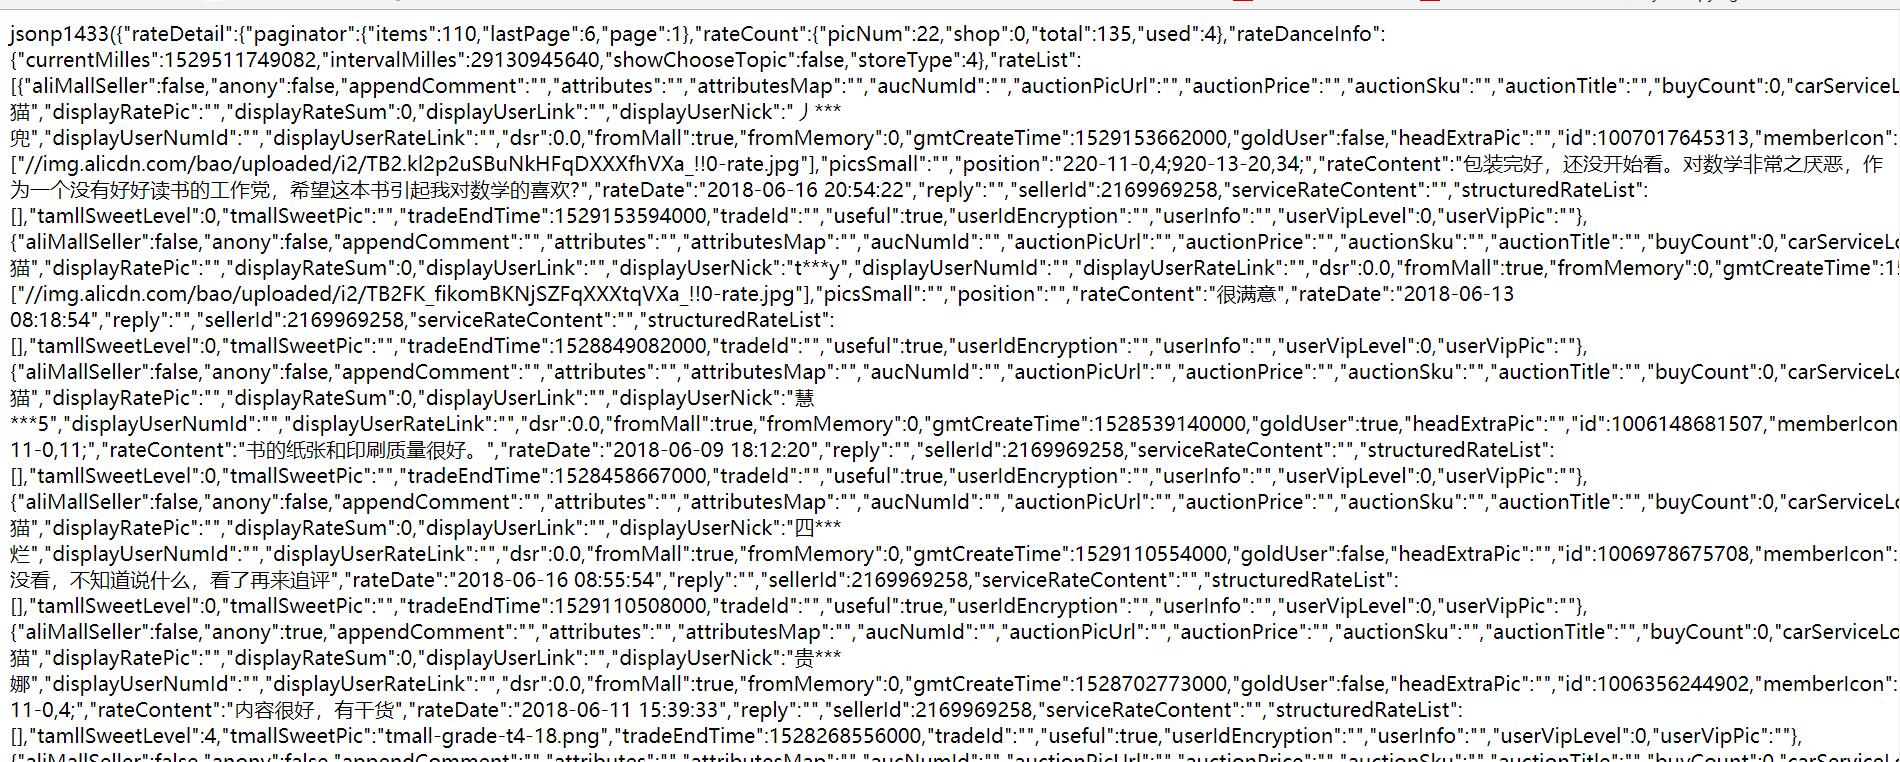 jsonp1433({"rateDetail":{"paginator":{"items":110,"lastPage":6,"page":1},"rateCount":{"picNum":22,"shop":0,"total":135,"used":4},"rateDanceInfo":
{"currentMilles":1529511749082,"intervalMilles":29130945640,"showChooseTopic":false,"storeType":4},"rateList":
[{"aliMallSeller":false,"anony":false,"appendComment":"","attributes":"","attributesMap":"","aucNumId":"","auctionPicUrl":"","auctionPrice":"","auctionSku":"","auctionTitle":"","buyCount":0,"carServiceL
猫","displayRatePic":"","displayRateSum":0,"displayUserLink":"","displayUserNick":"丿***
兜","displayUserNumId":"","displayUserRateLink":"","dsr":0.0,"fromMall":true,"fromMemory":0,"gmtCreateTime":1529153662000,"goldUser":false,"headExtraPic":"","id":1007017645313,"memberIcon":
["//img.alicdn.com/bao/uploaded/i2/TB2.kl2p2uSBuNkHFqDXXXfhVXa_!!0-rate.jpg"],"picsSmall":"","position":"220-11-0,4;920-13-20,34;","rateContent":"包装完好，还没开始看。对数学非常之厌恶，作
为一个没有好好读书的工作党，希望这本书引起我对数学的喜欢?","rateDate":"2018-06-16 20:54:22","reply":"","sellerId":2169969258,"serviceRateContent":"","structuredRateList":
[],"tamllSweetLevel":0,"tmallSweetPic":"","tradeEndTime":1529153594000,"tradeId":"","useful":true,"userIdEncryption":"","userInfo":"","userVipLevel":0,"userVipPic":""},
{"aliMallSeller":false,"anony":false,"appendComment":"","attributes":"","attributesMap":"","aucNumId":"","auctionPicUrl":"","auctionPrice":"","auctionSku":"","auctionTitle":"","buyCount":0,"carServiceLo
猫","displayRatePic":"","displayRateSum":0,"displayUserLink":"","displayUserNick":"t***y","displayUserNumId":"","displayUserRateLink":"","dsr":0.0,"fromMall":true,"fromMemory":0,"gmtCreateTime":15
["//img.alicdn.com/bao/uploaded/i2/TB2FK_fikomBKNjSZFqXXXtqVXa_!!0-rate.jpg"],"picsSmall":"","position":"","rateContent":"很满意","rateDate":"2018-06-13
08:18:54","reply":"","sellerId":2169969258,"serviceRateContent":"","structuredRateList":
[],"tamllSweetLevel":0,"tmallSweetPic":"","tradeEndTime":1528849082000,"tradeId":"","useful":true,"userIdEncryption":"","userInfo":"","userVipLevel":0,"userVipPic":""},
{"aliMallSeller":false,"anony":false,"appendComment":"","attributes":"","attributesMap":"","aucNumId":"","auctionPicUrl":"","auctionPrice":"","auctionSku":"","auctionTitle":"","buyCount":0,"carServiceLo
猫","displayRatePic":"","displayRateSum":0,"displayUserLink":"","displayUserNick":"慧
***5","displayUserNumId":"","displayUserRateLink":"","dsr":0.0,"fromMall":true,"fromMemory":0,"gmtCreateTime":1528539140000,"goldUser":true,"headExtraPic":"","id":1006148681507,"memberIcon
11-0,11;","rateContent":"书的纸张和印刷质量很好。","rateDate":"2018-06-09 18:12:20","reply":"","sellerId":2169969258,"serviceRateContent":"","structuredRateList":
[],"tamllSweetLevel":0,"tmallSweetPic":"","tradeEndTime":1528458667000,"tradeId":"","useful":true,"userIdEncryption":"","userInfo":"","userVipLevel":0,"userVipPic":""},
{"aliMallSeller":false,"anony":false,"appendComment":"","attributes":"","attributesMap":"","aucNumId":"","auctionPicUrl":"","auctionPrice":"","auctionSku":"","auctionTitle":"","buyCount":0,"carServiceLo
猫","displayRatePic":"","displayRateSum":0,"displayUserLink":"","displayUserNick":"四***
烂","displayUserNumId":"","displayUserRateLink":"","dsr":0.0,"fromMall":true,"fromMemory":0,"gmtCreateTime":1529110554000,"goldUser":false,"headExtraPic":"","id":1006978675708,"memberIcon":
没看，不知道说什么，看了再来追评","rateDate":"2018-06-16 08:55:54","reply":"","sellerId":2169969258,"serviceRateContent":"","structuredRateList":
[],"tamllSweetLevel":0,"tmallSweetPic":"","tradeEndTime":1529110508000,"tradeId":"","useful":true,"userIdEncryption":"","userInfo":"","userVipLevel":0,"userVipPic":""},
{"aliMallSeller":false,"anony":true,"appendComment":"","attributes":"","attributesMap":"","aucNumId":"","auctionPicUrl":"","auctionPrice":"","auctionSku":"","auctionTitle":"","buyCount":0,"carServiceLo
猫","displayRatePic":"","displayRateSum":0,"displayUserLink":"","displayUserNick":"贵***
娜","displayUserNumId":"","displayUserRateLink":"","dsr":0.0,"fromMall":true,"fromMemory":0,"gmtCreateTime":1528702773000,"goldUser":false,"headExtraPic":"","id":1006356244902,"memberIcon":
11-0,4;","rateContent":"内容很好，有干货","rateDate":"2018-06-11 15:39:33","reply":"","sellerId":2169969258,"serviceRateContent":"","structuredRateList":
[],"tamllSweetLevel":4,"tmallSweetPic":"tmall-grade-t4-18.png","tradeEndTime":1528268556000,"tradeId":"","useful":true,"userIdEncryption":"","userInfo":"","userVipLevel":0,"userVipPic":""},
{"aliMallSeller":false,"anony":false,"appendComment":"","attributes":"","attributesMap":"","aucNumId":"","auctionPicUrl":"","auctionPrice":"","auctionSku":"","auctionTitle":"","buyCount":0,"carServiceLo